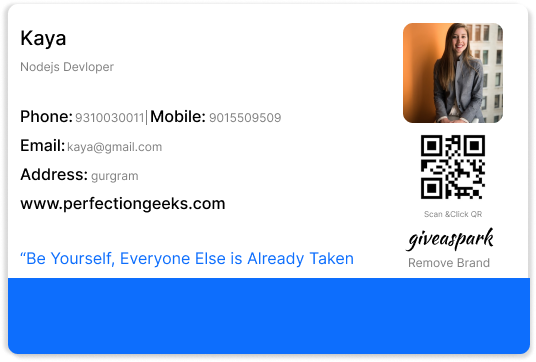 Kaya
Nodejs Devloper
Phone: 9310030011| Mobile: 9015509509
Email: kaya@gmail.com
Address: gurgram
www.perfectiongeeks.com
“Be Yourself, Everyone Else is Already Taken
Scan &Click QR
giveaspark
Remove Brand